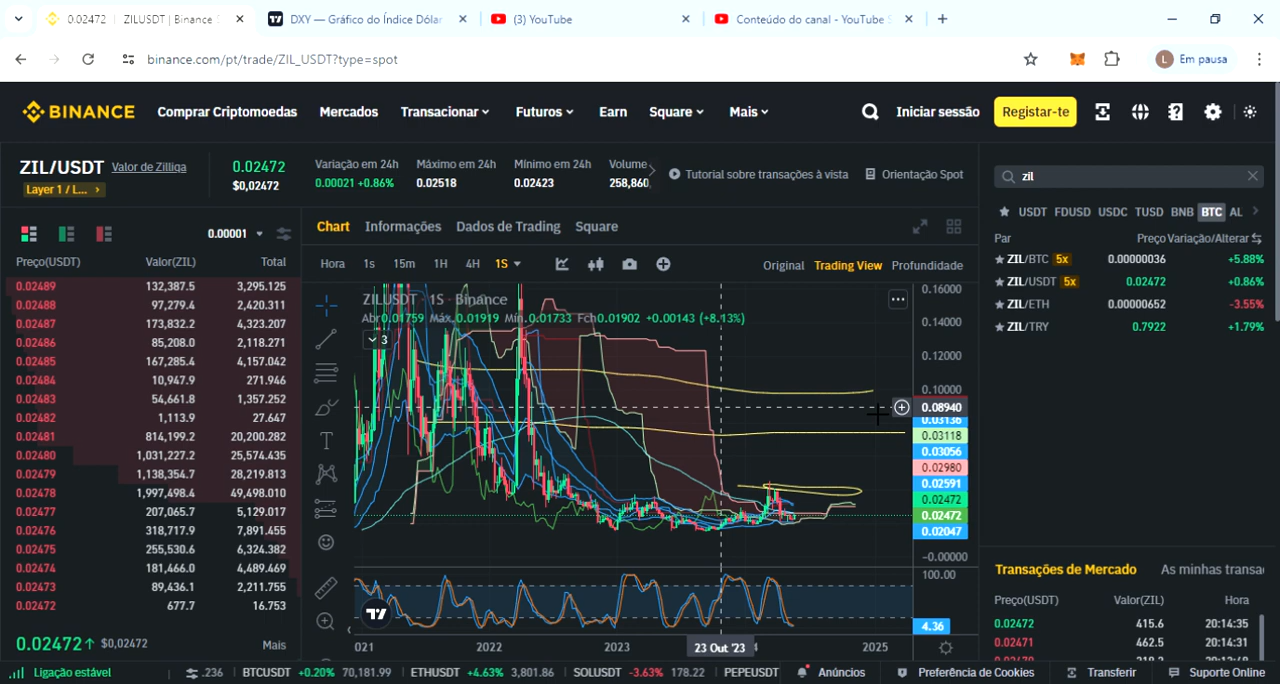 0.02472 | ZILUSDT | Binance S
DXY — Gráfico do Índice Dólar
(3) YouTube
Conteúdo do canal - YouTube S
binance.com/pt/trade/ZIL_USDT?type=spot
L Em pausa
BINANCE Comprar Criptomoedas Mercados Transacionar Futuros Earn Square Mais Iniciar sessão Registar-te
ZIL/USDT Valor de Zilliqa
Layer 1 / L... ›
0.02472
$0,02472
Variação em 24h
0.00021 +0.86%
Máximo em 24h
0.02518
Mínimo em 24h
0.02423
Volume
258,860,
Tutorial sobre transações à vista
Orientação Spot
0.00001
Preço(USDT) Valor(ZIL) Total
0.02489 132,387.5 3,295.125
0.02488 97,279.4 2,420.311
0.02487 173,832.2 4,323.207
0.02486 85,208.0 2,118.271
0.02485 167,285.4 4,157.042
0.02484 10,947.9 271.946
0.02483 54,661.8 1,357.252
0.02482 1,113.9 27.647
0.02481 814,199.2 20,200.282
0.02480 1,031,227.2 25,574.435
0.02479 1,138,354.7 28,219.813
0.02478 1,997,498.4 49,498.010
0.02477 207,065.7 5,129.017
0.02476 318,717.9 7,891.455
0.02475 255,530.6 6,324.382
0.02474 181,466.0 4,489.469
0.02473 89,436.1 2,211.755
0.02472 677.7 16.753
0.02472↑ $0,02472 Mais
Chart Informações Dados de Trading Square
Hora 1s 15m 1H 4H 1S
Original Trading View Profundidade
ZILUSDT · 1S · Binance
Abr0.01759 Máx.0.01919 Mín.0.01733 Fch0.01902 +0.00143 (+8.13%)
3
0.16000
0.14000
0.12000
0.10000
0.08940
0.03136
0.03118
0.03056
0.02980
0.02591
0.02472
0.02472
0.02047
-0.00000
100.00
4.36
021 2022 2023 23 Out '23 4 2025
zil
USDT FDUSD USDC TUSD BNB BTC AL
Par Preço Variação/Alterar
ZIL/BTC 5x 0.00000036 +5.88%
ZIL/USDT 5x 0.02472 +0.86%
ZIL/ETH 0.00000652 -3.55%
ZIL/TRY 0.7922 +1.79%
Transações de Mercado As minhas transa
Preço(USDT) Valor(ZIL) Hora
0.02472 415.6 20:14:35
0.02471 462.5 20:14:31
Ligação estável
.236 BTCUSDT +0.20% 70,181.99 ETHUSDT +4.63% 3,801.86 SOLUSDT -3.63% 178.22 PEPEUSDT
Anúncios Preferência de Cookies Transferir Suporte Online